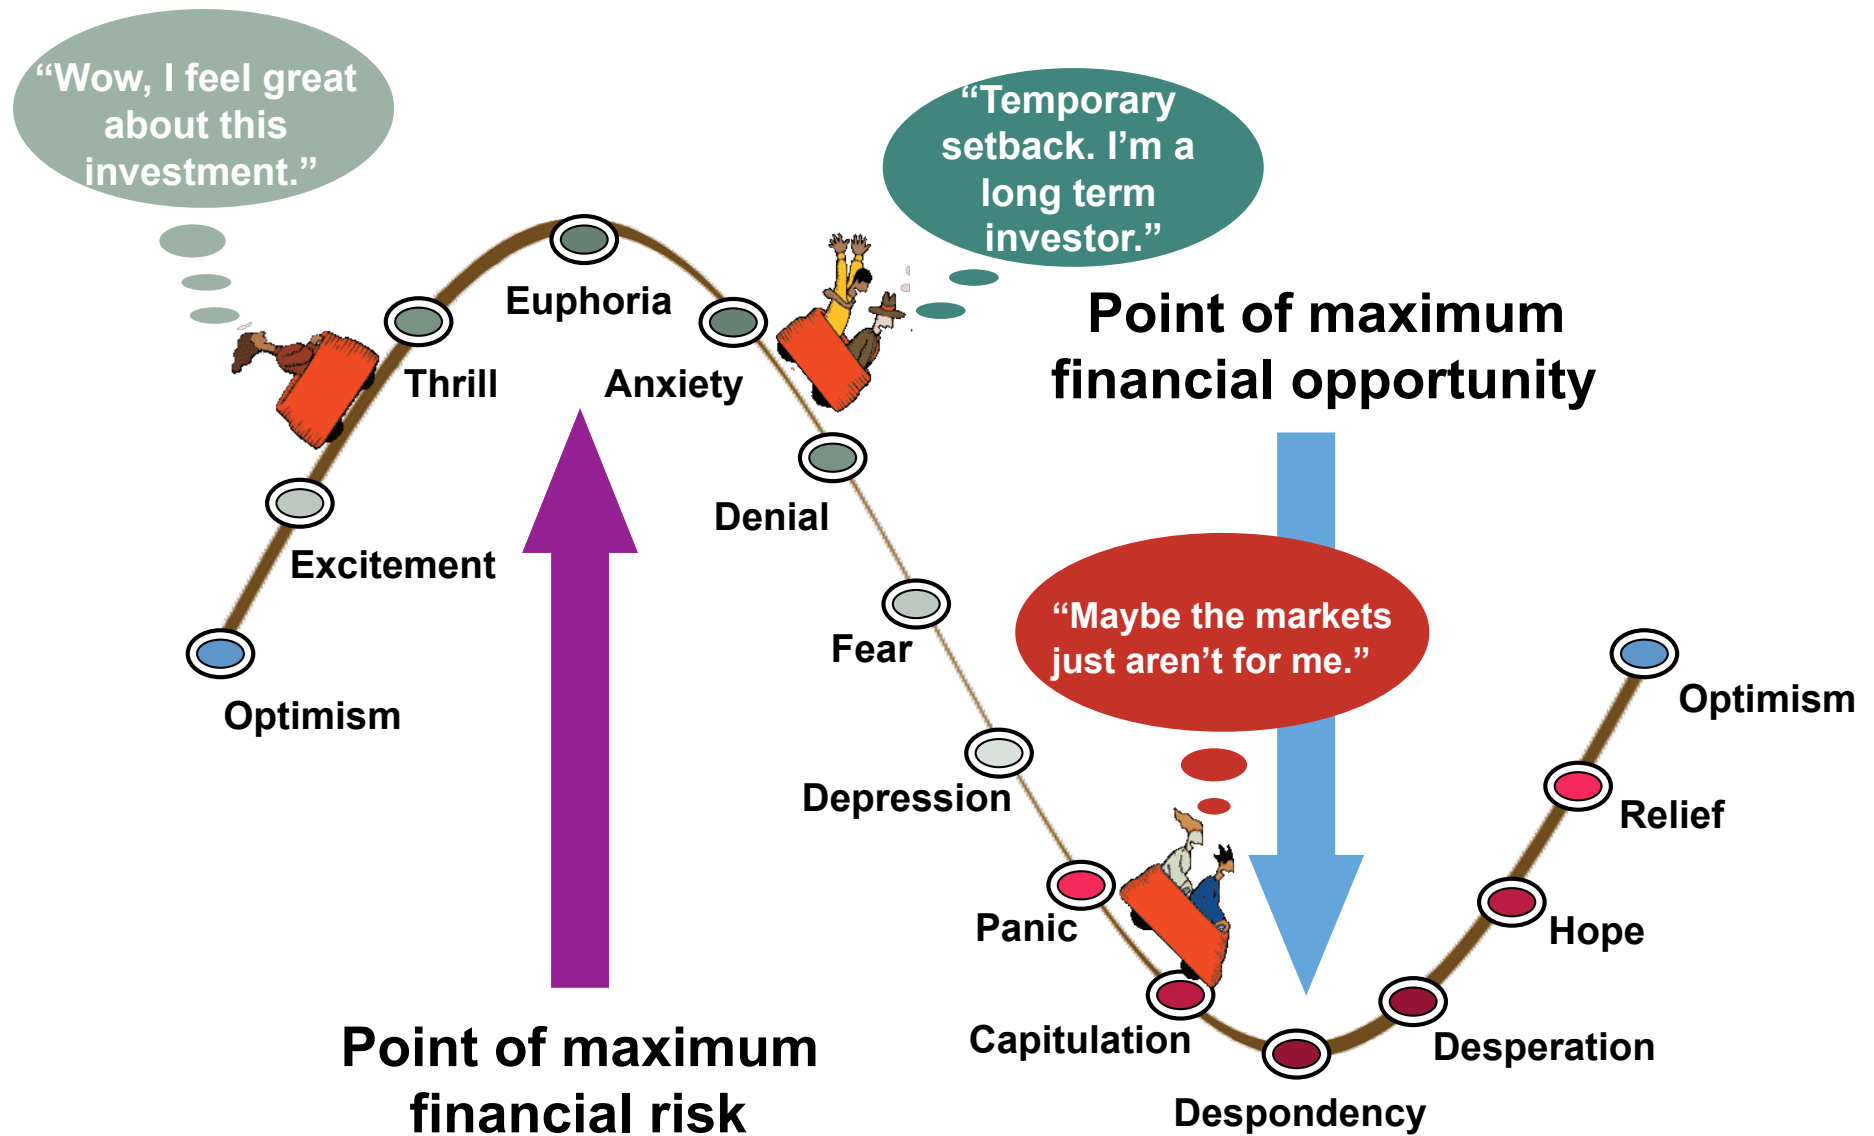 “Wow, I feel great
about this
investment.”
“Temporary
setback. I’m a
long term
investor.”
Euphoria
Point of maximum
financial opportunity
Thrill
Anxiety
Denial
Excitement
“Maybe the markets
just aren’t for me.”
Fear
Optimism
Optimism
Depression
Relief
Panic
Hope
Capitulation
Desperation
Point of maximum
financial risk
Despondency